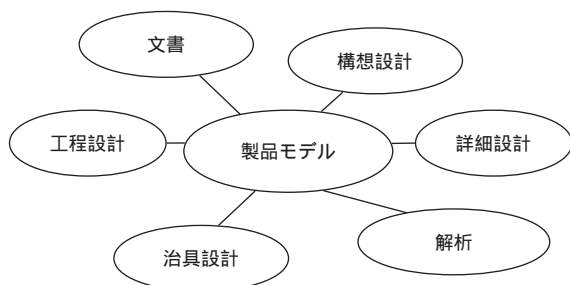 文書
構想設計
工程設計
製品モデル
詳細設計
治具設計
解析